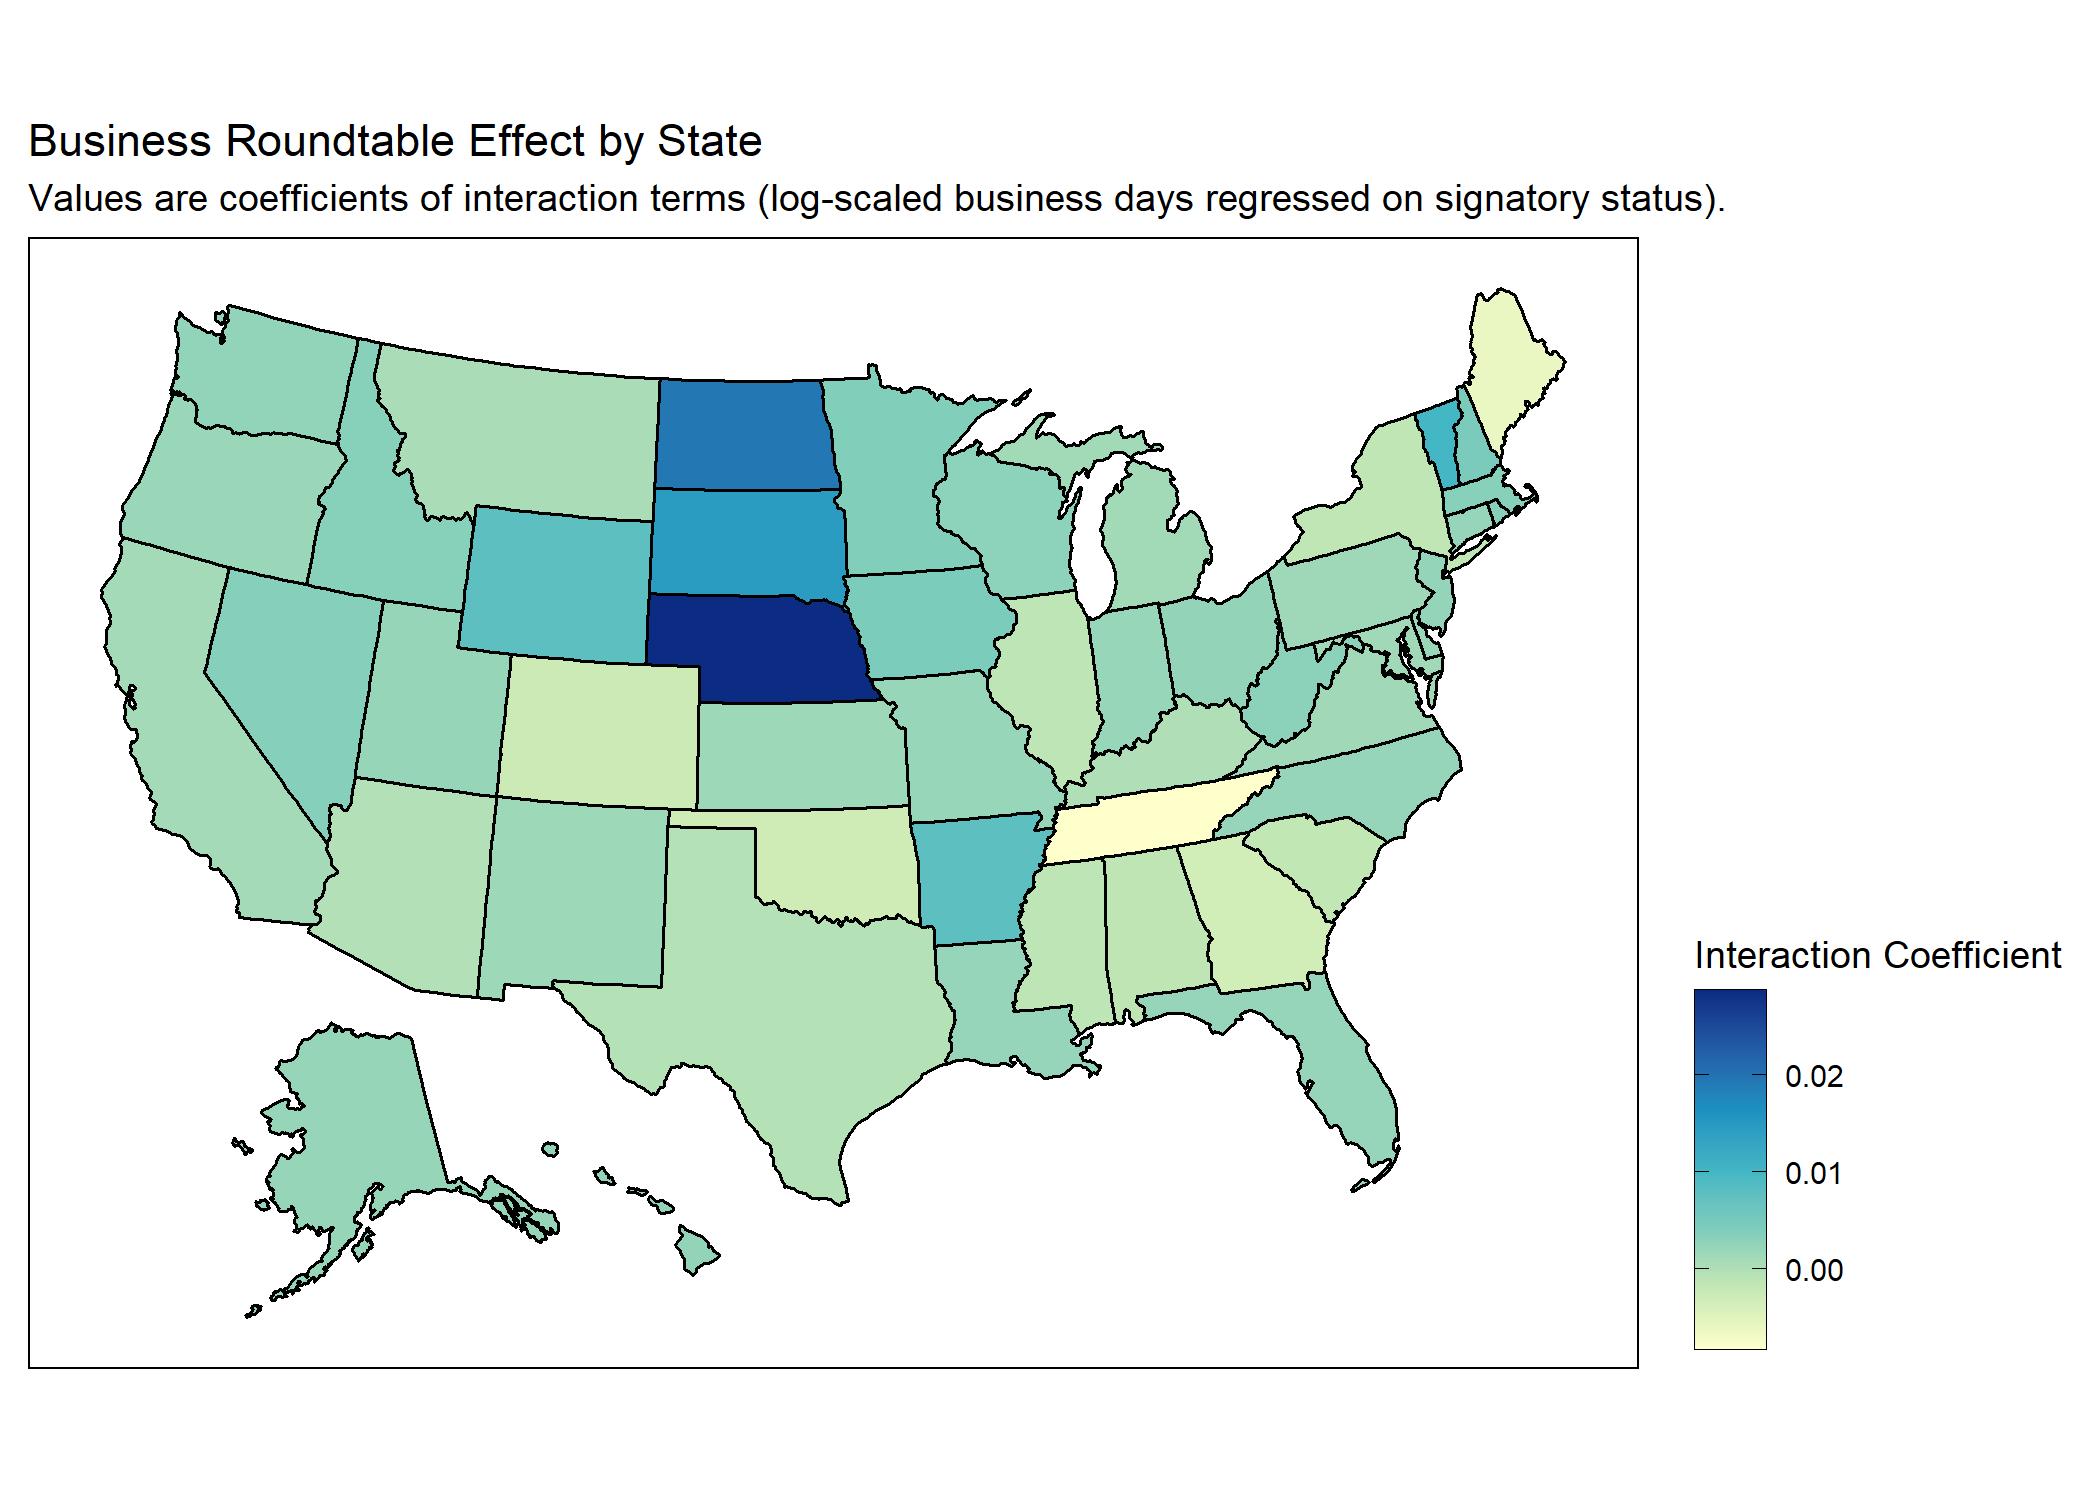 Business Roundtable Effect by State
Values are coefficients of interaction terms (log-scaled business days regressed on signatory status).
Interaction Coefficient
0.02
0.01
0.00